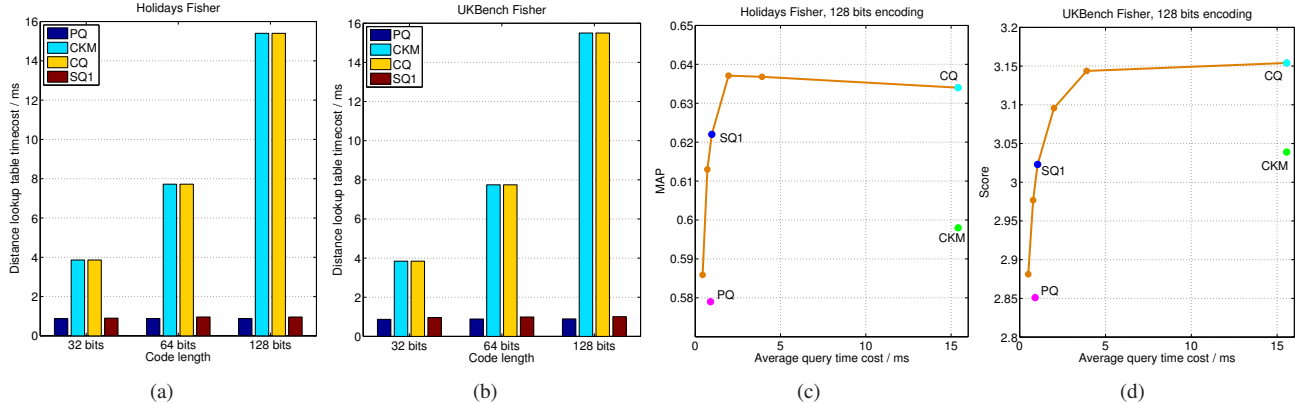 Holidays Fisher
16
14
12
10
8
6
4
2
0
Distance lookup table timecost / ms
PQ
CKM
CQ
SQ1
32 bits
64 bits
128 bits
Code length
(a)
UKBench Fisher
16
14
12
10
8
6
4
2
0
Distance lookup table timecost / ms
PQ
CKM
CQ
SQ1
32 bits
64 bits
128 bits
Code length
(b)
Holidays Fisher, 128 bits encoding
0.65
0.64
0.63
0.62
0.61
0.6
0.59
0.58
MAP
CQ
SQ1
CKM
PQ
0
5
10
15
Average query time cost / ms
(c)
UKBench Fisher, 128 bits encoding
3.2
3.15
3.1
3.05
3
2.95
2.9
2.85
2.8
Score
CQ
CKM
SQ1
PQ
0
5
10
15
Average query time cost / ms
(d)